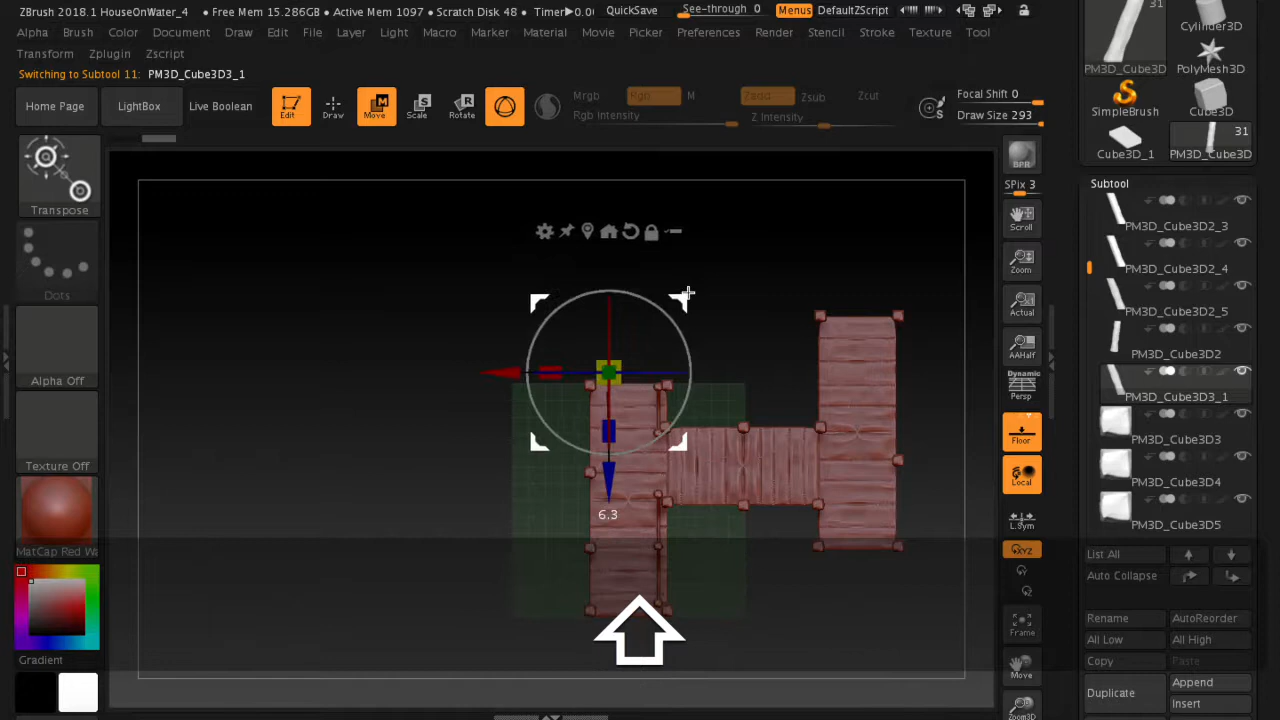 ZBrush 2018.1 HouseOnWater_4 • Free Mem 15.286GB • Active Mem 1097 • Scratch Disk 48 • Timer▶0.0 QuickSave See-through 0 Menus DefaultZScript
Alpha Brush Color Document Draw Edit File Layer Light Macro Marker Material Movie Picker Preferences Render Stencil Stroke Texture Tool
Transform Zplugin Zscript
Switching to Subtool 11: PM3D_Cube3D3_1
Home Page LightBox Live Boolean Edit Draw Move Scale Rotate
Mrgb Rgb M Zadd Zsub Zcut
Rgb Intensity Z Intensity
Focal Shift 0
Draw Size 293
Transpose
Dots
Alpha Off
Texture Off
MatCap Red Wa
Gradient
6.3
BPR
SPix 3
Scroll
Zoom
Actual
AAHalf
Dynamic
Persp
Floor
Local
L.Sym
XYZ
Frame
Move
Zoom3D
31
PM3D_Cube3D
Cylinder3D
PolyMesh3D
SimpleBrush
Cube3D
31
Cube3D_1
PM3D_Cube3D
Subtool
PM3D_Cube3D2_3
PM3D_Cube3D2_4
PM3D_Cube3D2_5
PM3D_Cube3D2
PM3D_Cube3D3_1
PM3D_Cube3D3
PM3D_Cube3D4
PM3D_Cube3D5
List All
Auto Collapse
Rename AutoReorder
All Low All High
Copy Paste
Duplicate
Append
Insert